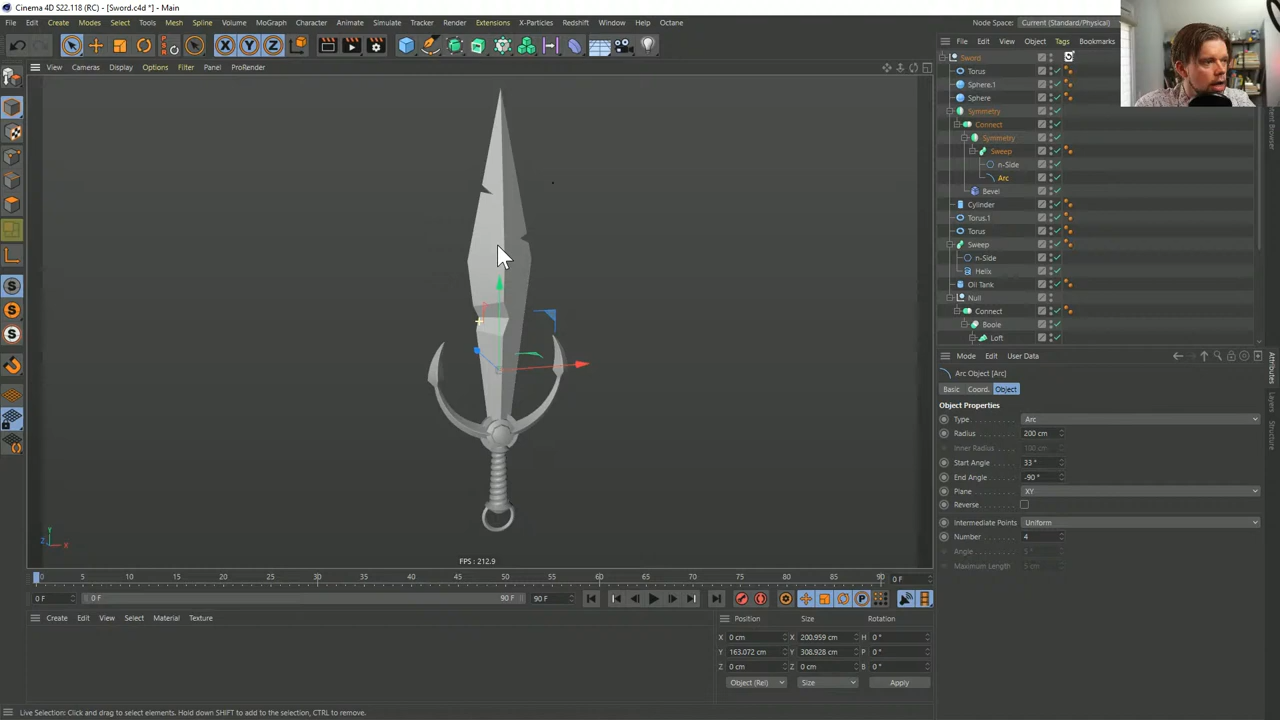 Cinema 4D S22.118 (RC) - [Sword.c4d *] - Main
File Edit Create Modes Select Tools Mesh Spline Volume MoGraph Character Animate Simulate Tracker Render Extensions X-Particles Redshift Window Help Octane Node Space: Current (Standard/Physical)
X Y Z
File Edit View Object Tags Bookmarks
View Cameras Display Options Filter Panel ProRender
Sword
Torus
Sphere.1
Sphere
Symmetry
Connect
Symmetry
Sweep
n-Side
Arc
Bevel
Cylinder
Torus.1
Torus
Sweep
n-Side
Helix
Oil Tank
Null
Connect
Boole
Loft
Mode Edit User Data
Arc Object [Arc]
Basic Coord. Object
Object Properties
Type Arc
Radius 200 cm
Inner Radius 100 cm
Start Angle 33 °
End Angle -90 °
Plane XY
Reverse
Intermediate Points Uniform
Number 4
Angle 5 °
Maximum Length 5 cm
Attributes
Layers
Structure
Y
Z X
FPS : 212.9
0 5 10 15 20 25 30 35 40 45 50 55 60 65 70 75 80 85 90 0 F
0 F 0 F 90 F 90 F
Create Edit View Select Material Texture
Position Size Rotation
X 0 cm X 200.959 cm H 0 °
Y 163.072 cm Y 308.928 cm P 0 °
Z 0 cm Z 0 cm B 0 °
Object (Rel) Size Apply
Live Selection: Click and drag to select elements. Hold down SHIFT to add to the selection, CTRL to remove.